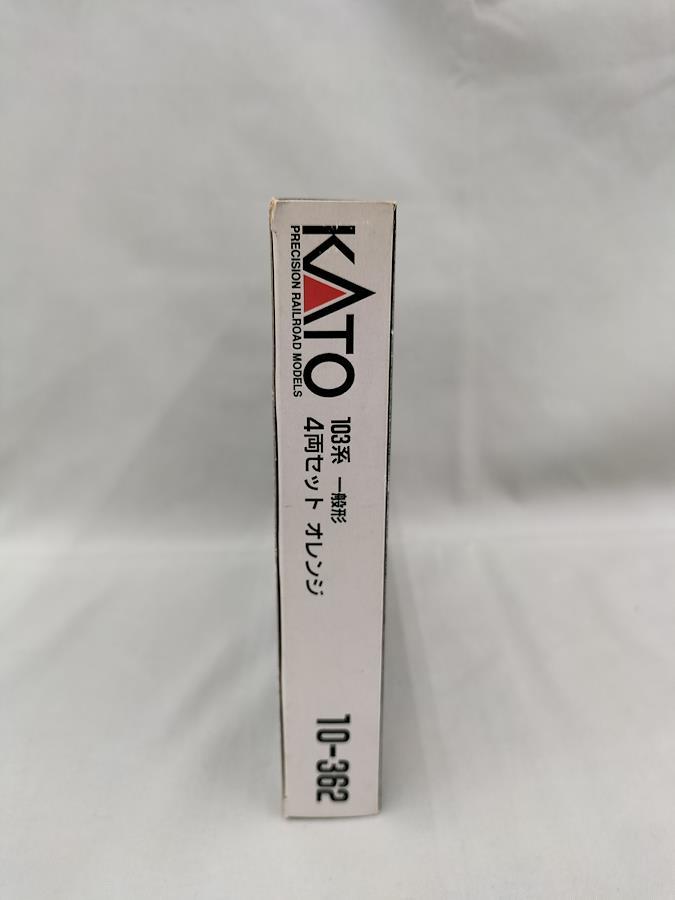 KATO
PRECISION RAILROAD MODELS
103系 一般形
4両セット オレンジ
10-362